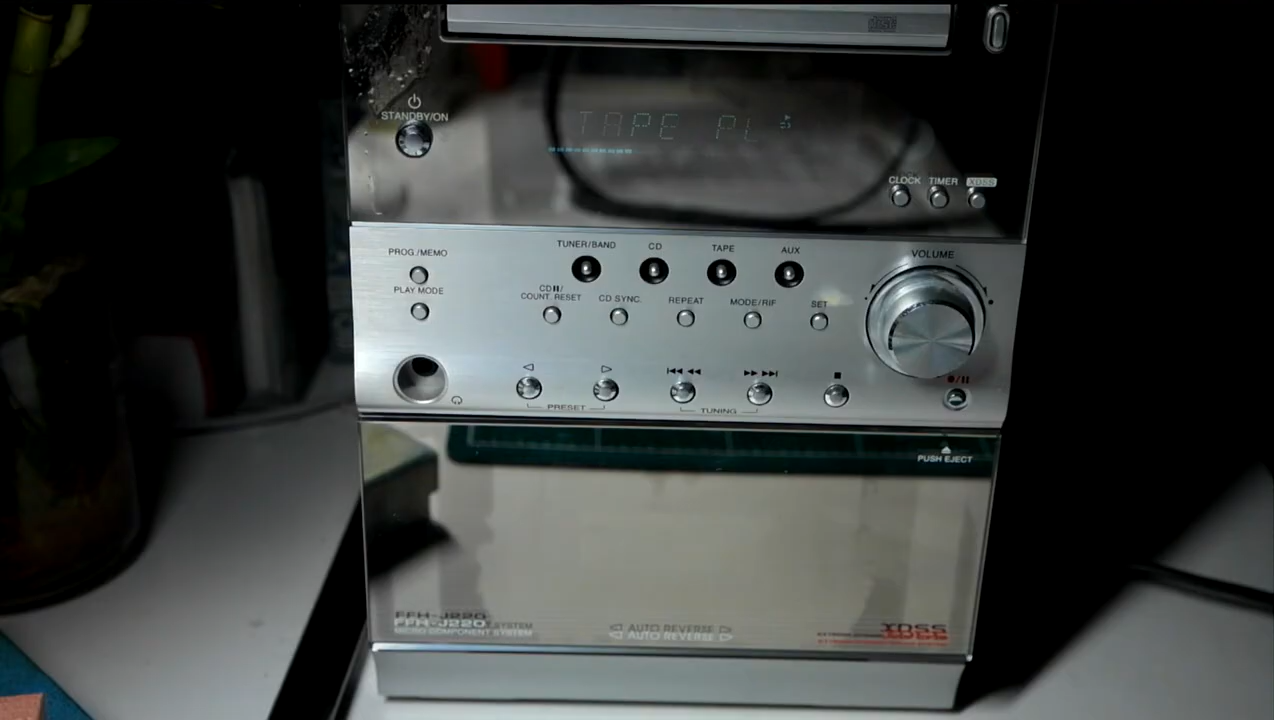 STANDBY/ON
TAPE PL
CLOCK TIMER XDSS
PROG./MEMO
TUNER/BAND CD TAPE AUX
VOLUME
PLAY MODE
CD⏸/
COUNT RESET CD SYNC. REPEAT MODE/RIF SET
PRESET TUNING
PUSH EJECT
FFH-J220
MICRO COMPONENT SYSTEM
AUTO REVERSE
XDSS